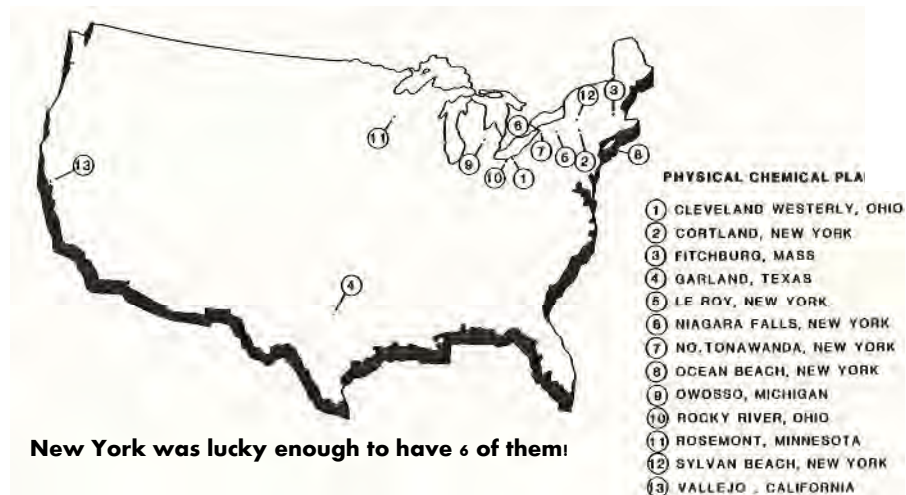 12
3
11
6
13
9
7
5
2
8
10
1
4
PHYSICAL CHEMICAL PLA
1 CLEVELAND WESTERLY, OHIO
2 CORTLAND, NEW YORK
3 FITCHBURG, MASS
4 GARLAND, TEXAS
5 LE ROY, NEW YORK
6 NIAGARA FALLS, NEW YORK
7 NO.TONAWANDA, NEW YORK
8 OCEAN BEACH, NEW YORK
9 OWOSSO, MICHIGAN
10 ROCKY RIVER, OHIO
11 ROSEMONT, MINNESOTA
12 SYLVAN BEACH, NEW YORK
13 VALLEJO , CALIFORNIA
New York was lucky enough to have 6 of them!